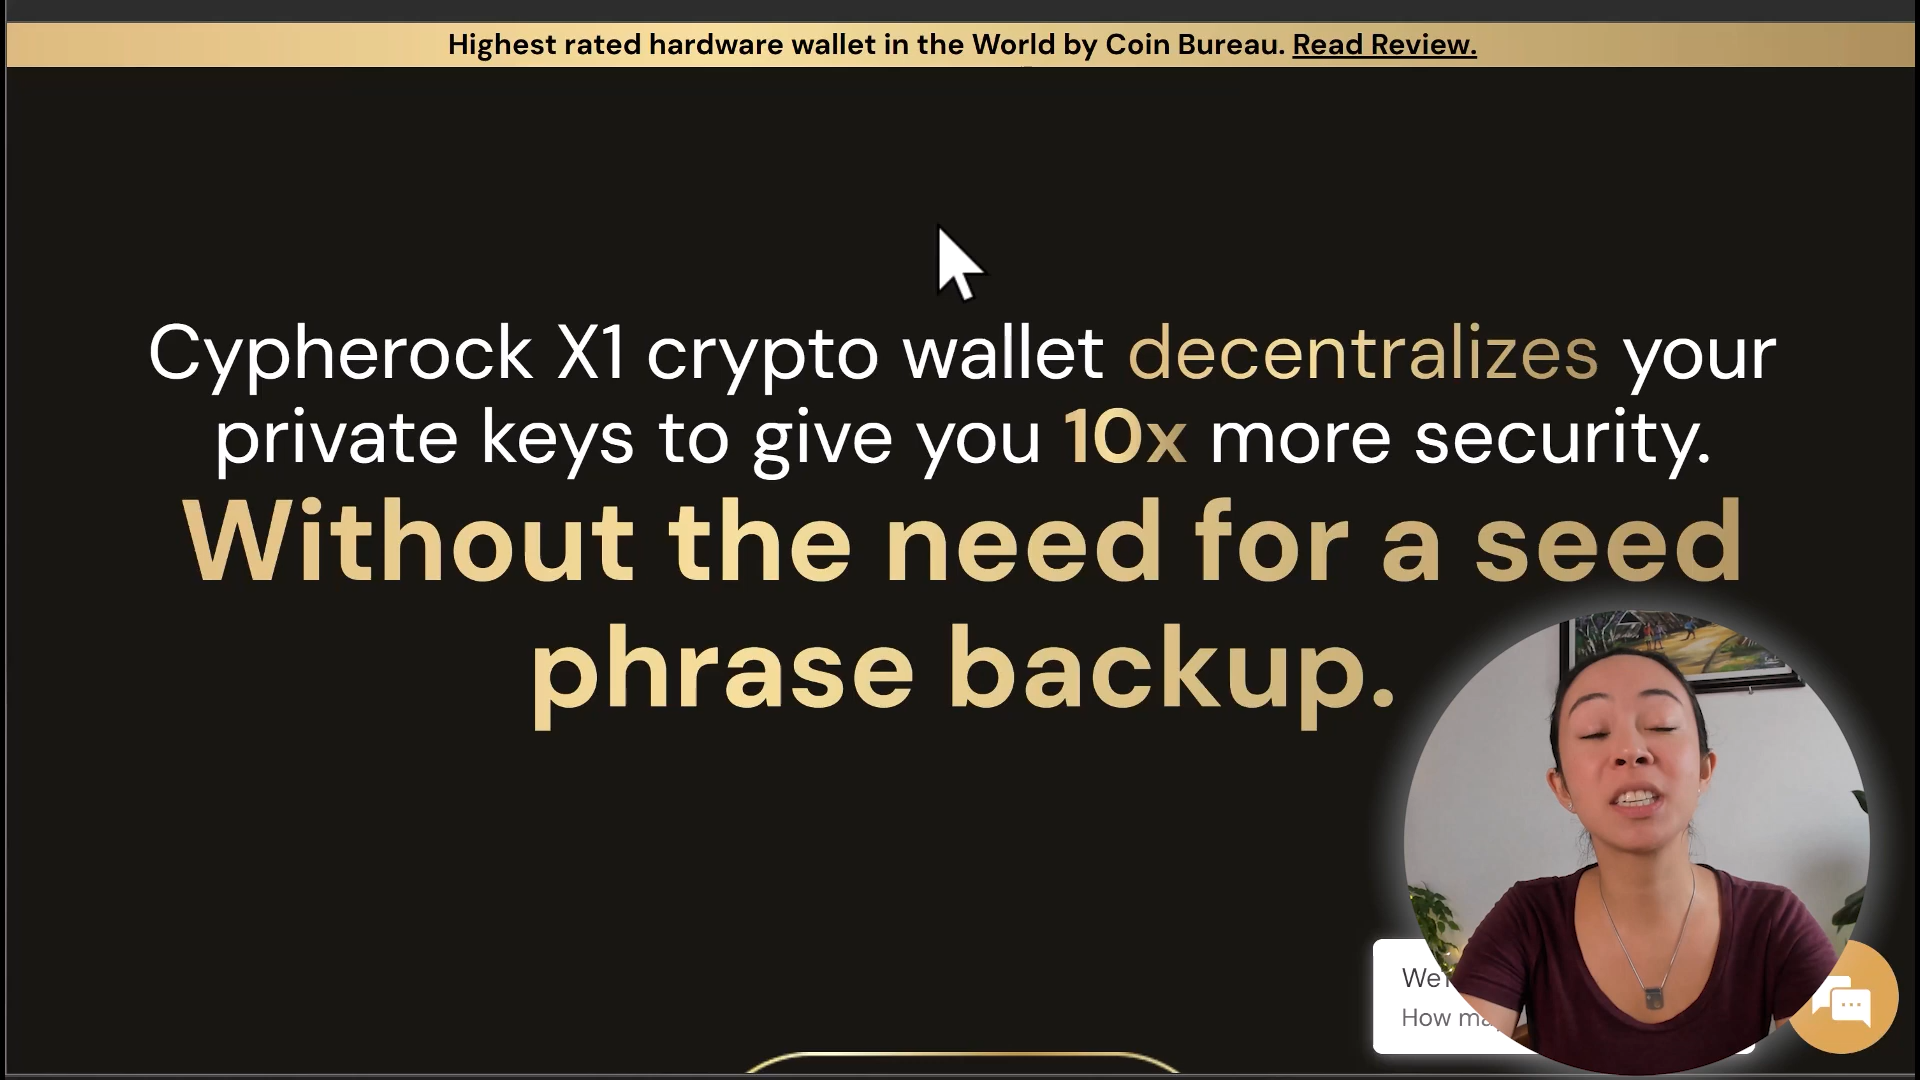 Highest rated hardware wallet in the World by Coin Bureau. Read Review.
Cypherock X1 crypto wallet decentralizes your
private keys to give you 10x more security.
Without the need for a seed
phrase backup.
How